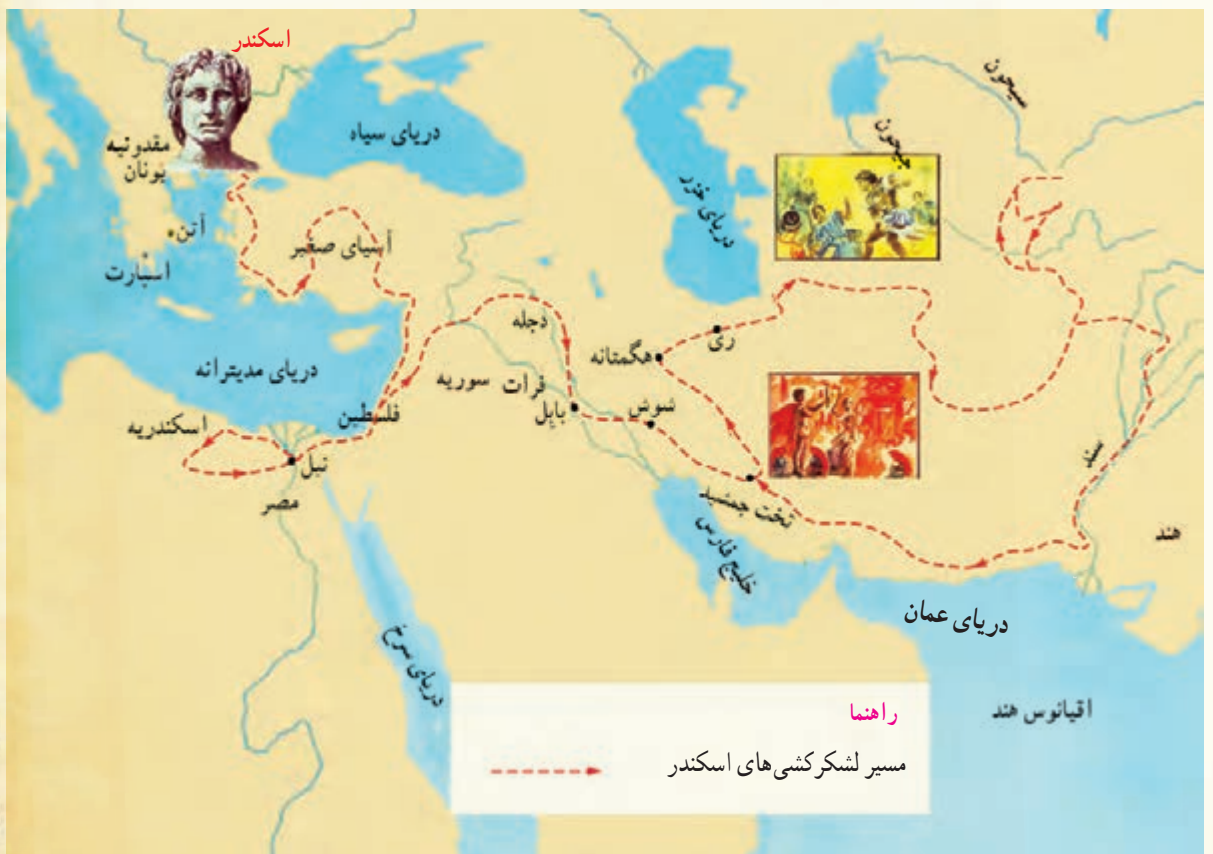 اسکندر
مقدونیه
یونان
آتن
اسپارت
دریای سیاه
آسیای صغیر
دریای مدیترانه
اسکندریه
نیل
مصر
فلسطین
سوریه
فرات
دجله
بابل
شوش
هگمتانه
ری
دریای خزر
جیحون
سیحون
تخت جمشید
خلیج فارس
دریای سرخ
سند
هند
دریای عمان
اقیانوس هند
راهنما
مسیر لشکرکشی‌های اسکندر